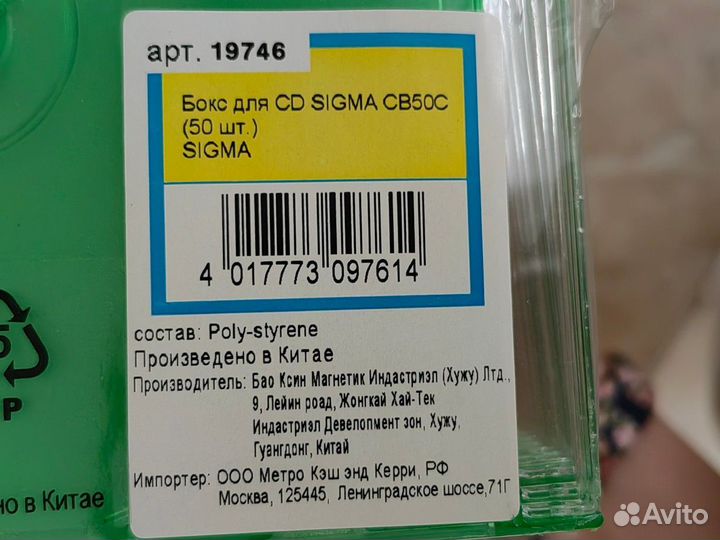 арт. 19746
Бокс для CD SIGMA CB50C
(50 шт.)
SIGMA
4 017773 097614
состав: Poly-styrene
Произведено в Китае
Производитель: Бао Ксин Магнетик Индастриэл (Хужу) Лтд.,
9, Лейин роад, Жонгкай Хай-Тек
Индастриэл Девелопмент зон, Хужу,
Гуангдонг, Китай
Импортер: ООО Метро Кэш энд Керри, РФ
Москва, 125445, Ленинградское шоссе,71Г
но в Китае
Avito